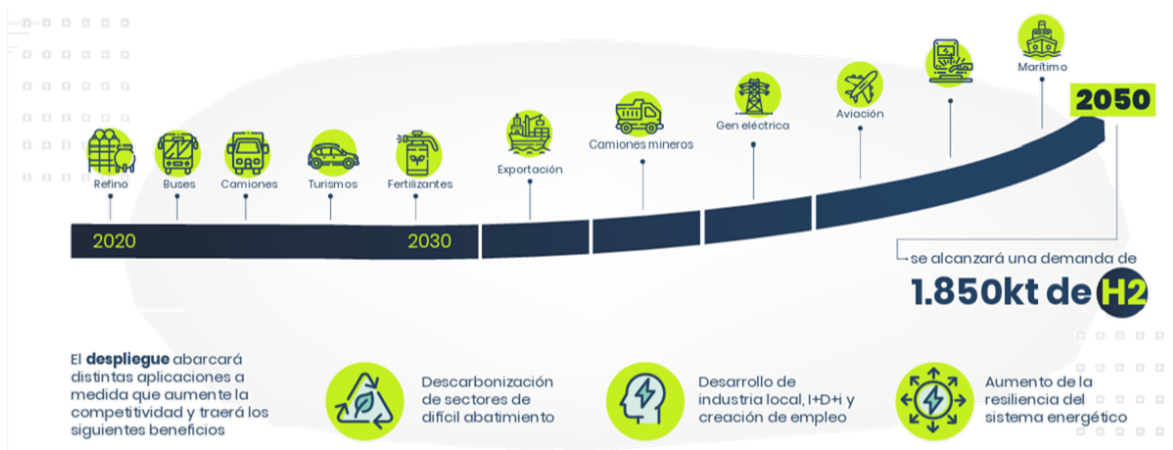 Marítimo
2050
Aviación
Gen eléctrica
Camiones mineros
Exportación
Refino
Buses
Camiones
Turismos
Fertilizantes
2020
2030
se alcanzará una demanda de
1.850kt de H2
El despliegue abarcará
distintas aplicaciones a
medida que aumente la
competitividad y traerá los
siguientes beneficios
Descarbonización
de sectores de
difícil abatimiento
Desarrollo de
industria local, I+D+i y
creación de empleo
Aumento de la
resiliencia del
sistema energético